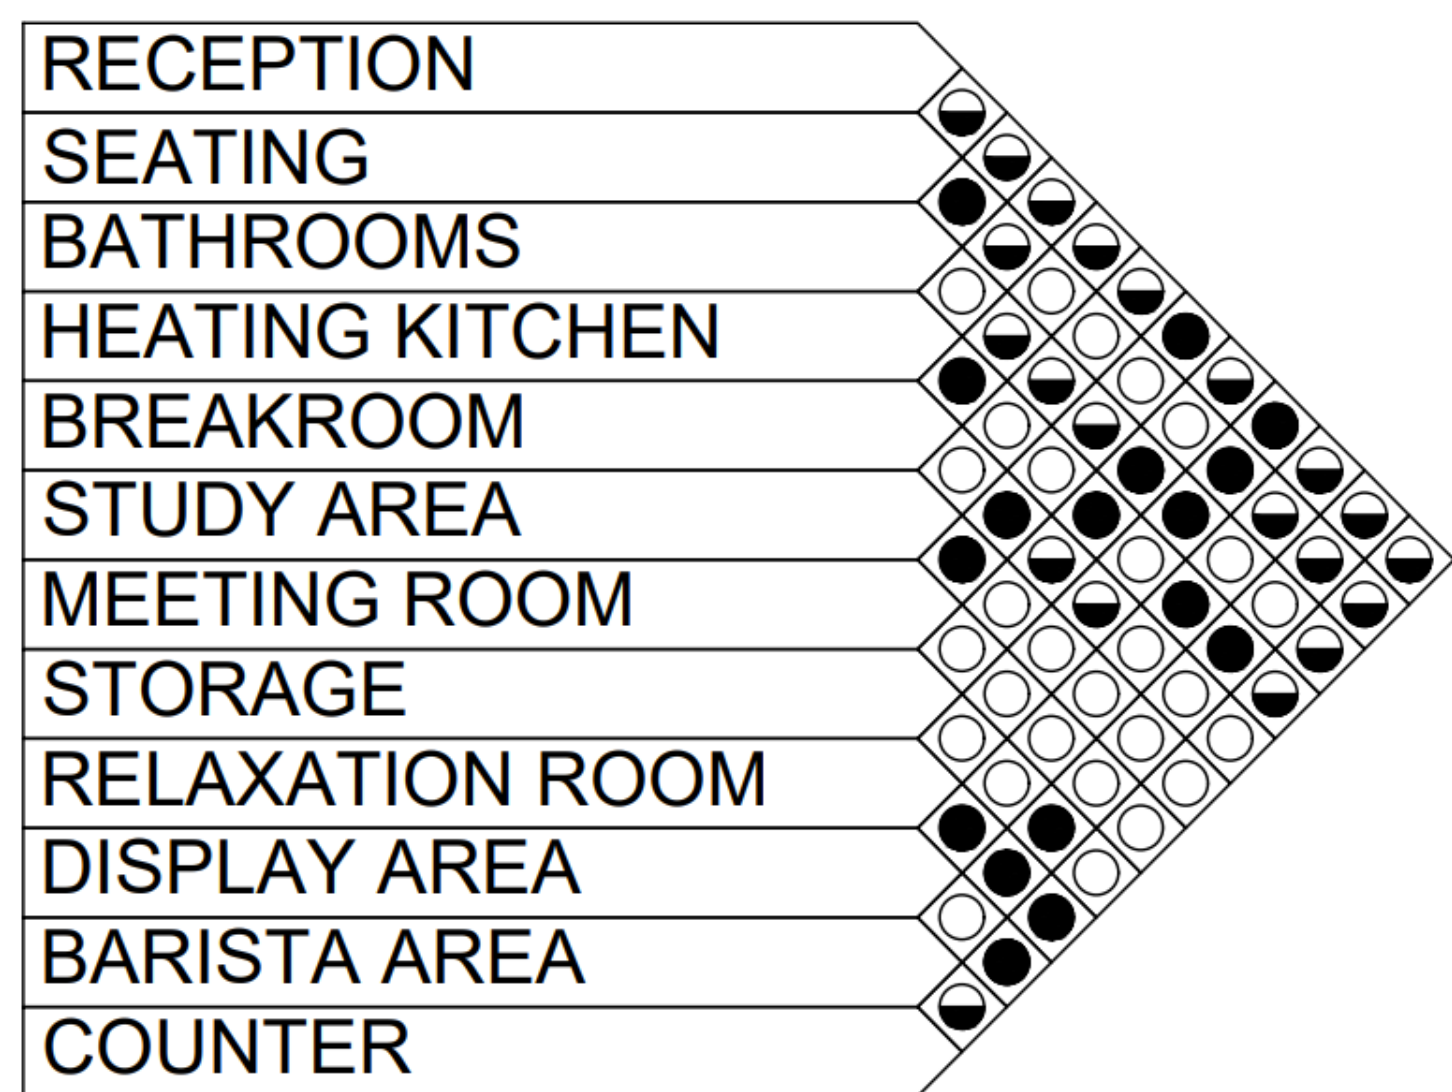 RECEPTION
SEATING
BATHROOMS
HEATING KITCHEN
BREAKROOM
STUDY AREA
MEETING ROOM
STORAGE
RELAXATION ROOM
DISPLAY AREA
BARISTA AREA
COUNTER